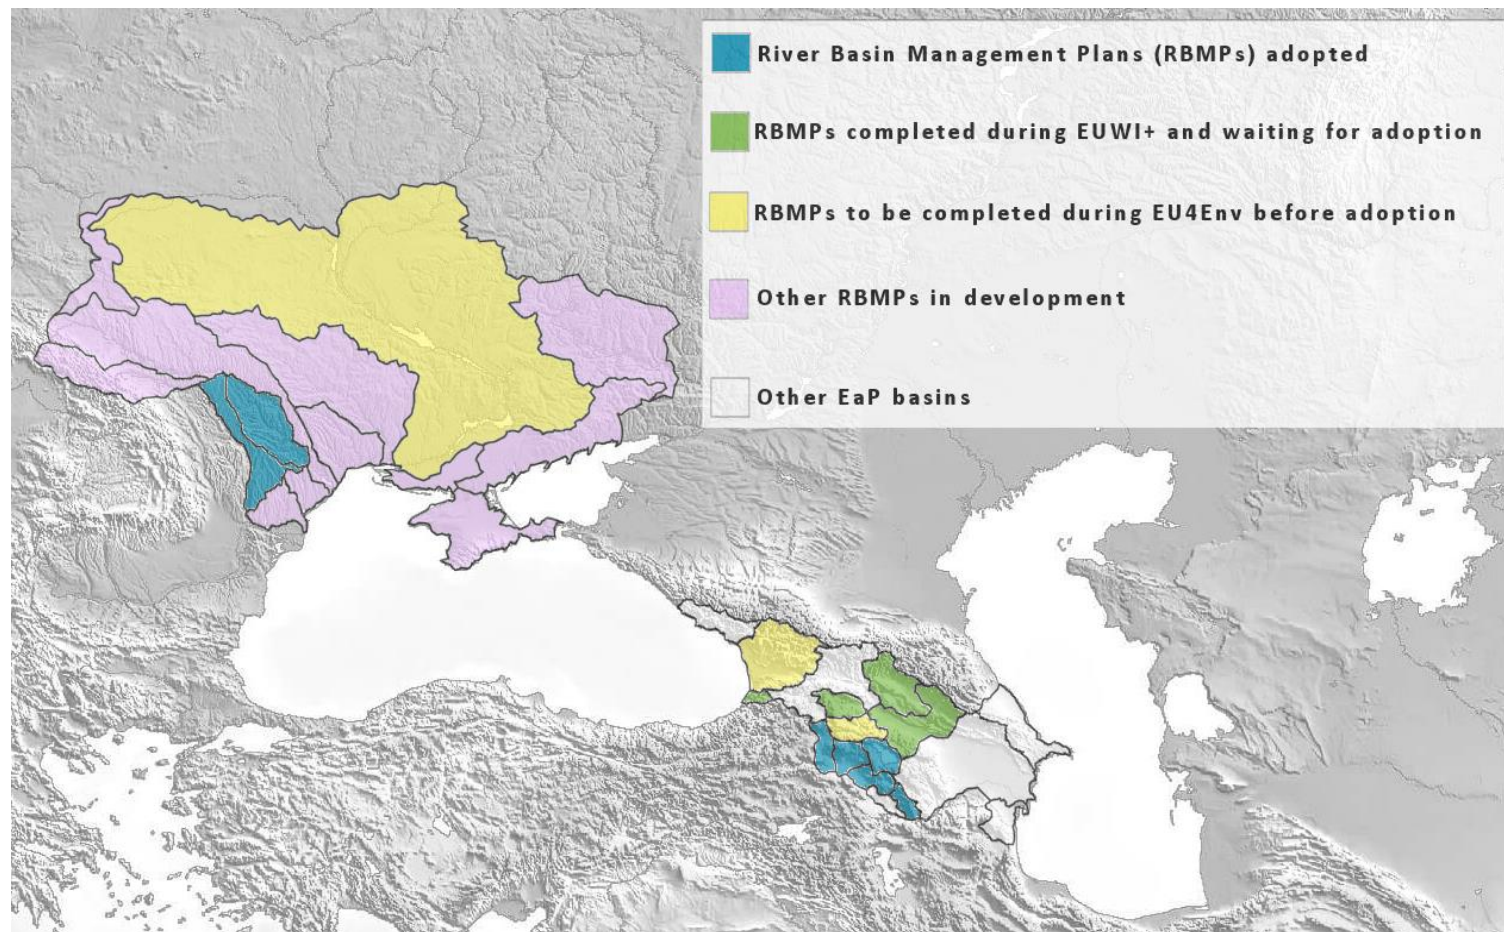 River Basin Management Plans (RBMPs) adopted
RBMPs completed during EUWI+ and waiting for adoption
RBMPs to be completed during EU4Env before adoption
Other RBMPs in development
Other EaP basins